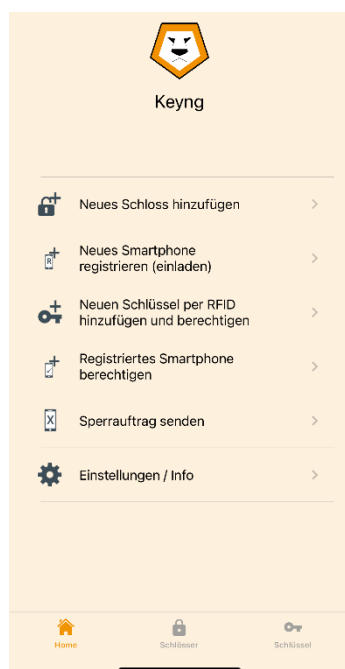 Keyng
Neues Schloss hinzufügen
Neues Smartphone
registrieren (einladen)
Neuen Schlüssel per RFID
hinzufügen und berechtigen
Registriertes Smartphone
berechtigen
Sperrauftrag senden
Einstellungen / Info
Home
Schlösser
Schlüssel